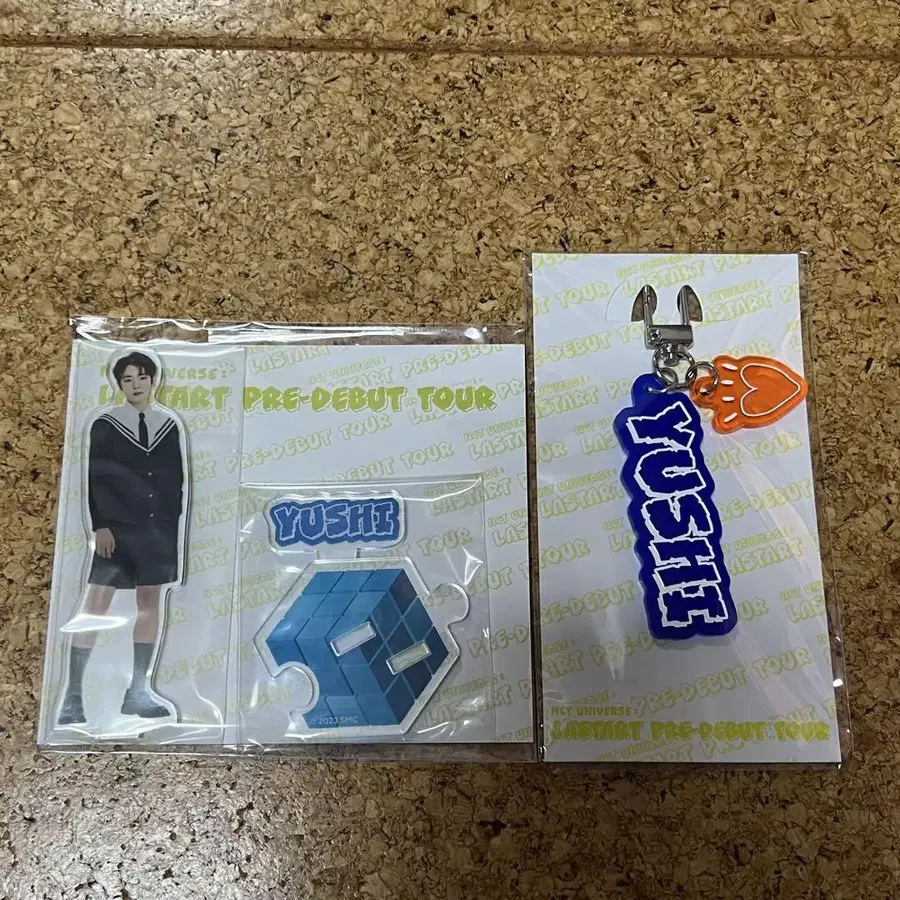 NCT UNIVERSE :
LASTART PRE-DEBUT TOUR
YUSHI
© 2023 SMC
NCT UNIVERSE :
LASTART PRE-DEBUT TOUR
YUSHI
NCT UNIVERSE :
LASTART PRE-DEBUT TOUR